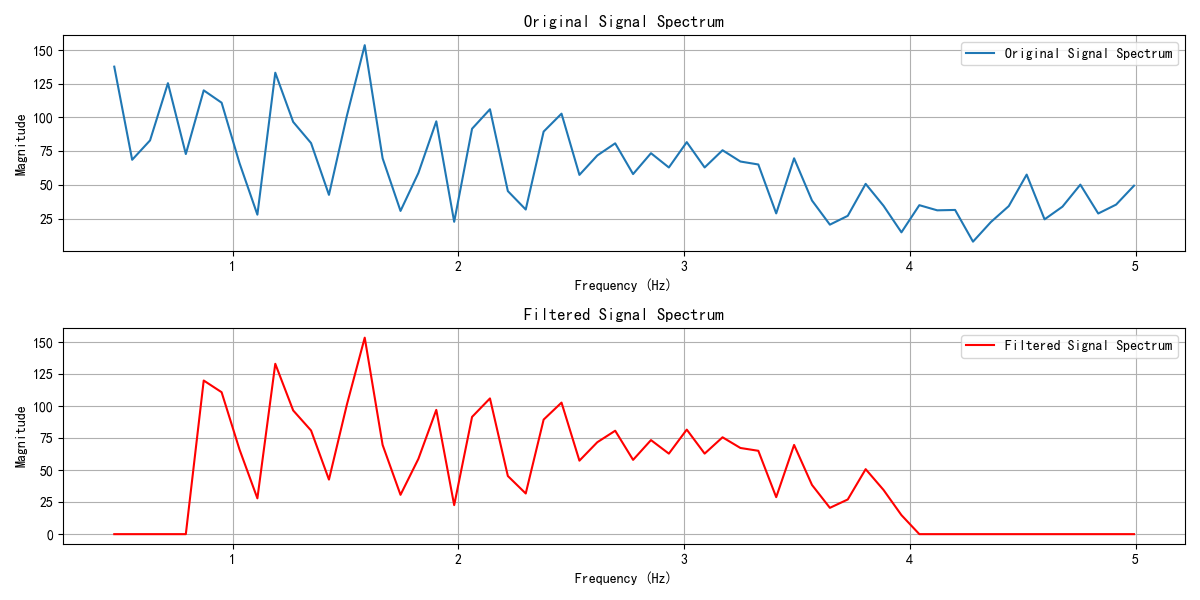 Original Signal Spectrum
150
125
100
75
50
25
Magnitude
Original Signal Spectrum
1 2 3 4 5
Frequency (Hz)
Filtered Signal Spectrum
150
125
100
75
50
25
0
Magnitude
Filtered Signal Spectrum
1 2 3 4 5
Frequency (Hz)